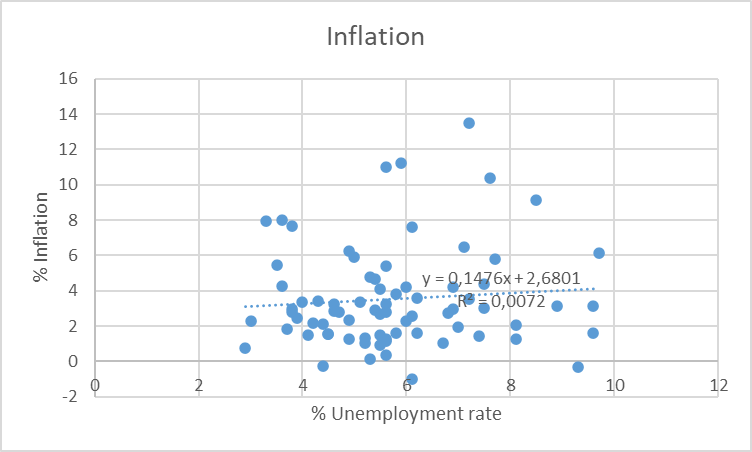 Inflation
16
14
12
10
8
6
4
2
0
-2
% Inflation
y = 0,1476x + 2,6801
R² = 0,0072
0 2 4 6 8 10 12
% Unemployment rate